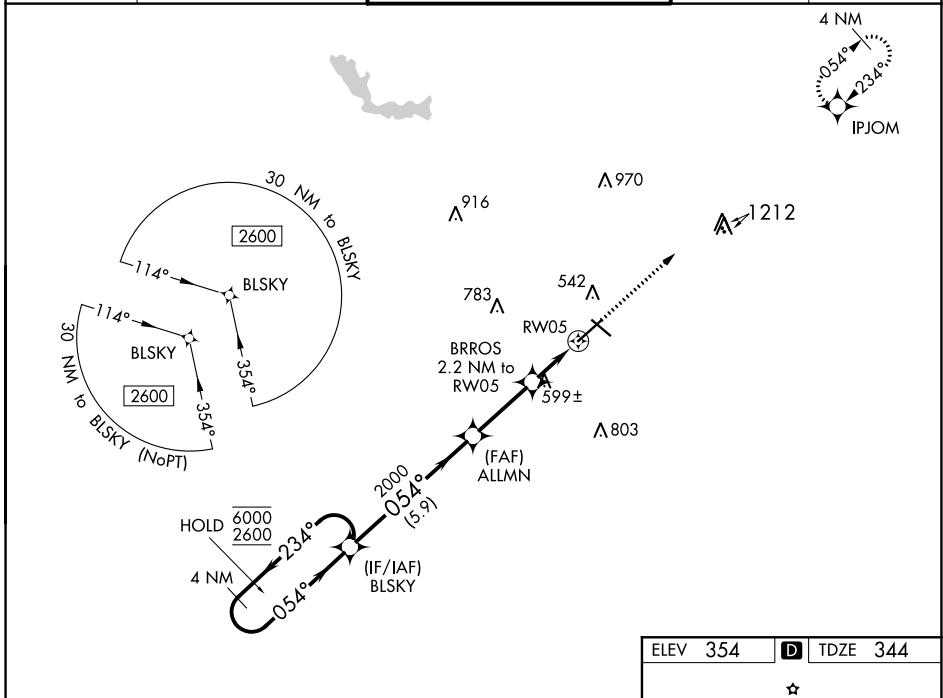 4 NM
054°
234°
IPJOM
30 NM to BLSKY
2600
114°
BLSKY
354°
916
970
1212
783
542
RW05
BRROS
2.2 NM to
RW05
599±
803
114°
BLSKY
2600
354°
30 NM to BLSKY (NoPT)
(FAF)
ALLMN
2000
054°
(5.9)
HOLD
6000
2600
234°
4 NM
054°
(IF/IAF)
BLSKY
ELEV 354 D TDZE 344